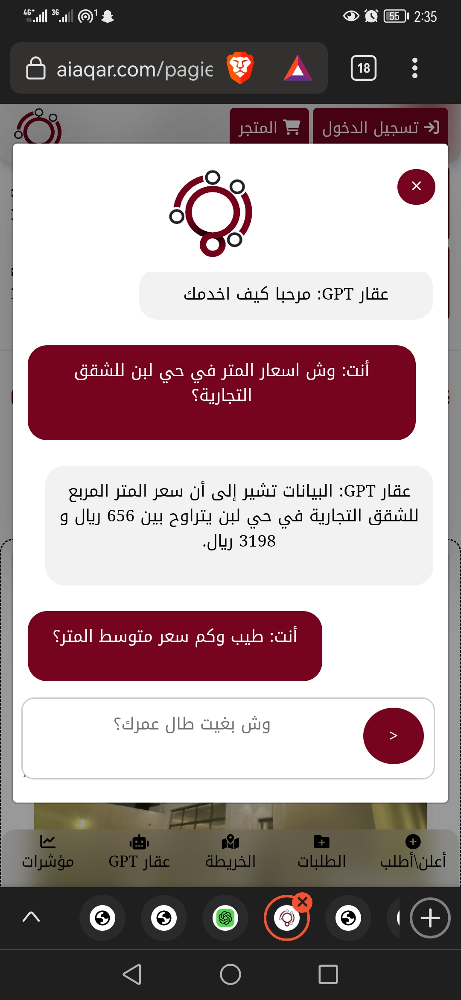 4G+ 3G 1 55 2:35
aiaqar.com/pagie
18
تسجيل الدخول
المتجر
×
عقار GPT: مرحبا كيف اخدمك
أنت: وش اسعار المتر في حي لبن للشقق
التجارية؟
عقار GPT: البيانات تشير إلى أن سعر المتر المربع
للشقق التجارية في حي لبن يتراوح بين 656 ريال و
3198 ريال.
أنت: طيب وكم سعر متوسط المتر؟
وش بغيت طال عمرك؟
>
أعلن\أطلب
الطلبات
الخريطة
عقار GPT
مؤشرات